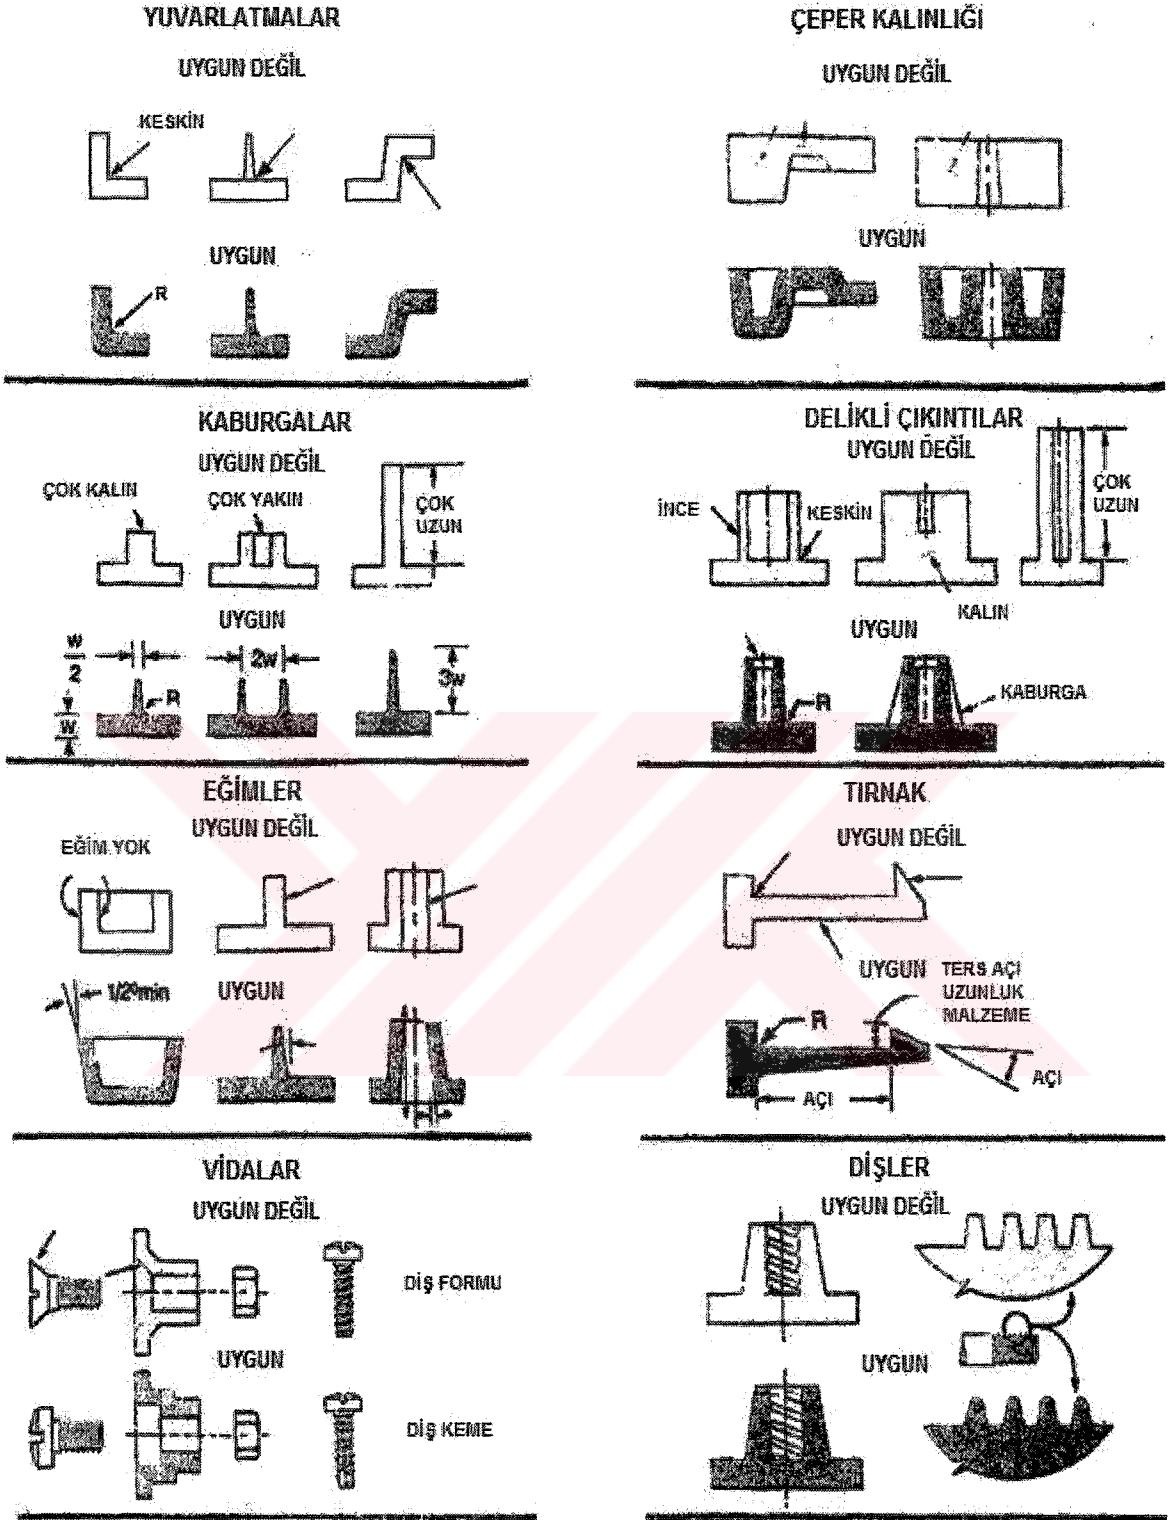 YUVARLATMALAR
UYGUN DEĞİL
KESKİN
UYGUN
R
KABURGALAR
UYGUN DEĞİL
ÇOK KALIN
ÇOK YAKIN
ÇOK
UZUN
UYGUN
w
2
2w
3w
R
w
EĞİMLER
UYGUN DEĞİL
EĞİM YOK
1/2°min
UYGUN
VİDALAR
UYGUN DEĞİL
DİŞ FORMU
UYGUN
DİŞ KEME
ÇEPER KALINLIĞI
UYGUN DEĞİL
UYGUN
DELİKLİ ÇIKINTILAR
UYGUN DEĞİL
İNCE
KESKİN
ÇOK
UZUN
KALIN
UYGUN
R
KABURGA
TIRNAK
UYGUN DEĞİL
UYGUN
TERS AÇI
UZUNLUK
MALZEME
R
AÇI
AÇI
DİŞLER
UYGUN DEĞİL
UYGUN